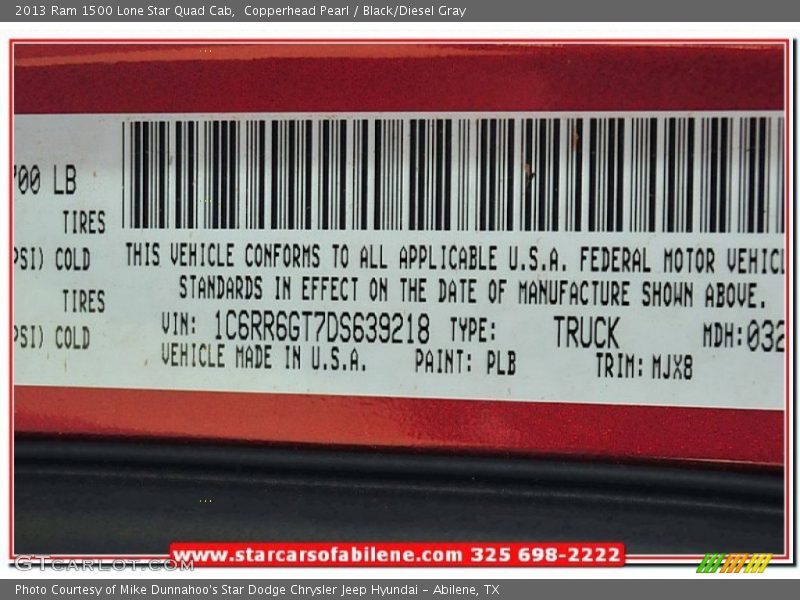 2013 Ram 1500 Lone Star Quad Cab,  Copperhead Pearl / Black/Diesel Gray
700 LB
TIRES
PSI) COLD
TIRES
PSI) COLD
THIS VEHICLE CONFORMS TO ALL APPLICABLE U.S.A. FEDERAL MOTOR VEHICL
STANDARDS IN EFFECT ON THE DATE OF MANUFACTURE SHOWN ABOVE.
VIN: 1C6RR6GT7DS639218 TYPE: TRUCK MDH:032
VEHICLE MADE IN U.S.A. PAINT: PLB TRIM: MJX8
www.starcarsofabilene.com 325 698-2222
GTcarlot.com
Photo Courtesy of Mike Dunnahoo's Star Dodge Chrysler Jeep Hyundai - Abilene, TX